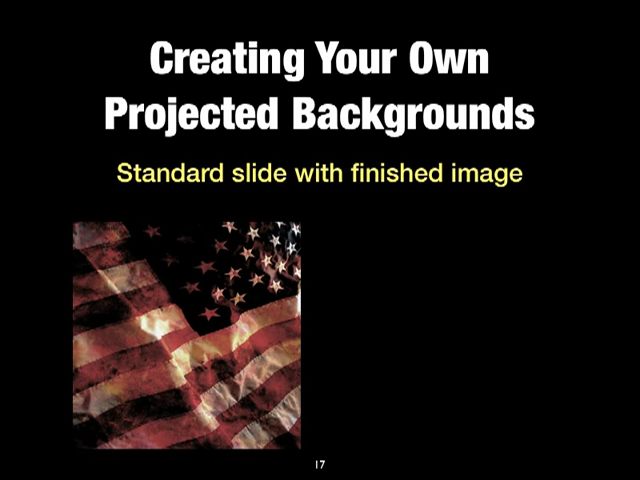 Creating Your Own
Projected Backgrounds
Standard slide with finished image
17